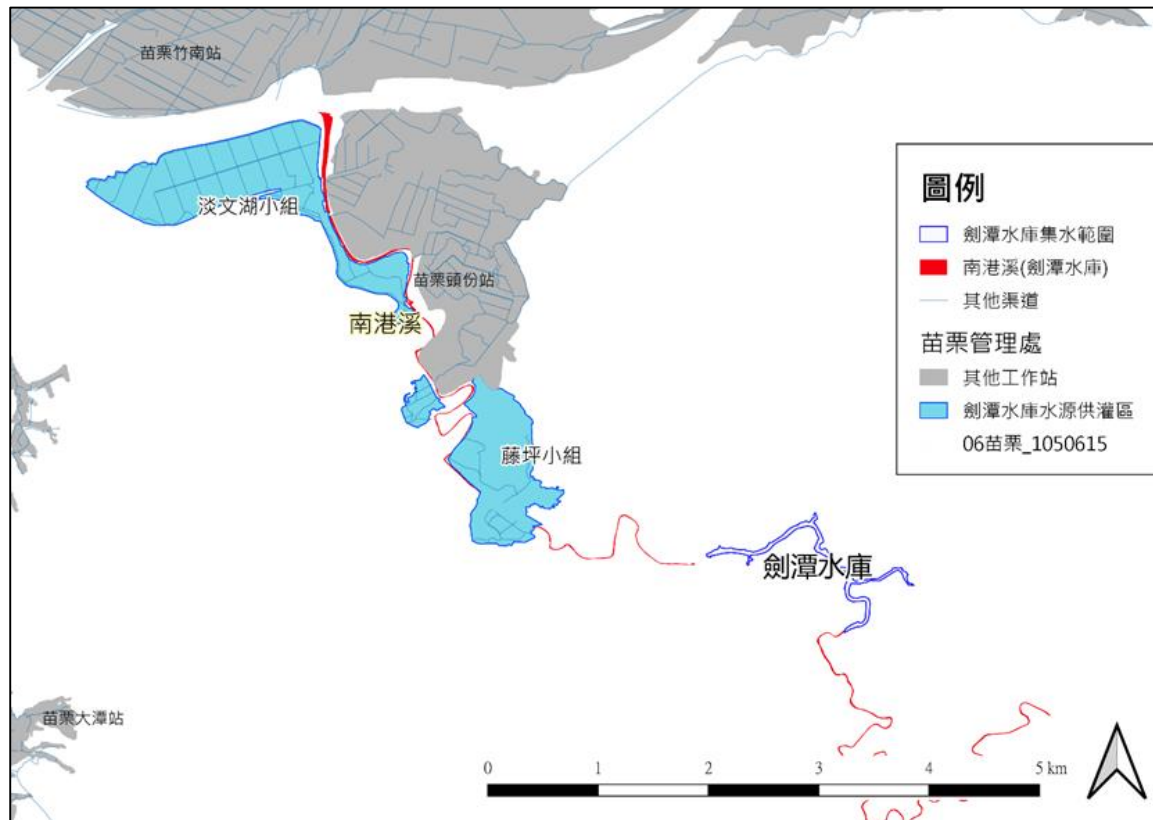 苗栗竹南站
淡文湖小組
苗栗頭份站
南港溪
藤坪小組
劍潭水庫
苗栗大潭站
圖例
劍潭水庫集水範圍
南港溪(劍潭水庫)
其他渠道
苗栗管理處
其他工作站
劍潭水庫水源供灌區
06苗栗_1050615
0 1 2 3 4 5 km